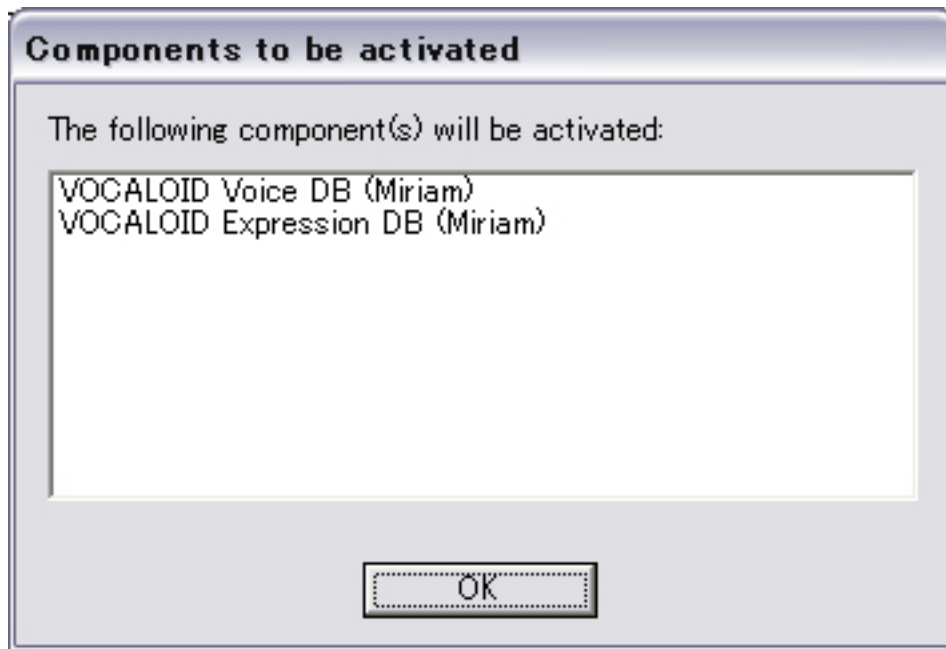 Components to be activated
The following component(s) will be activated:
VOCALOID Voice DB (Miriam)
VOCALOID Expression DB (Miriam)
OK